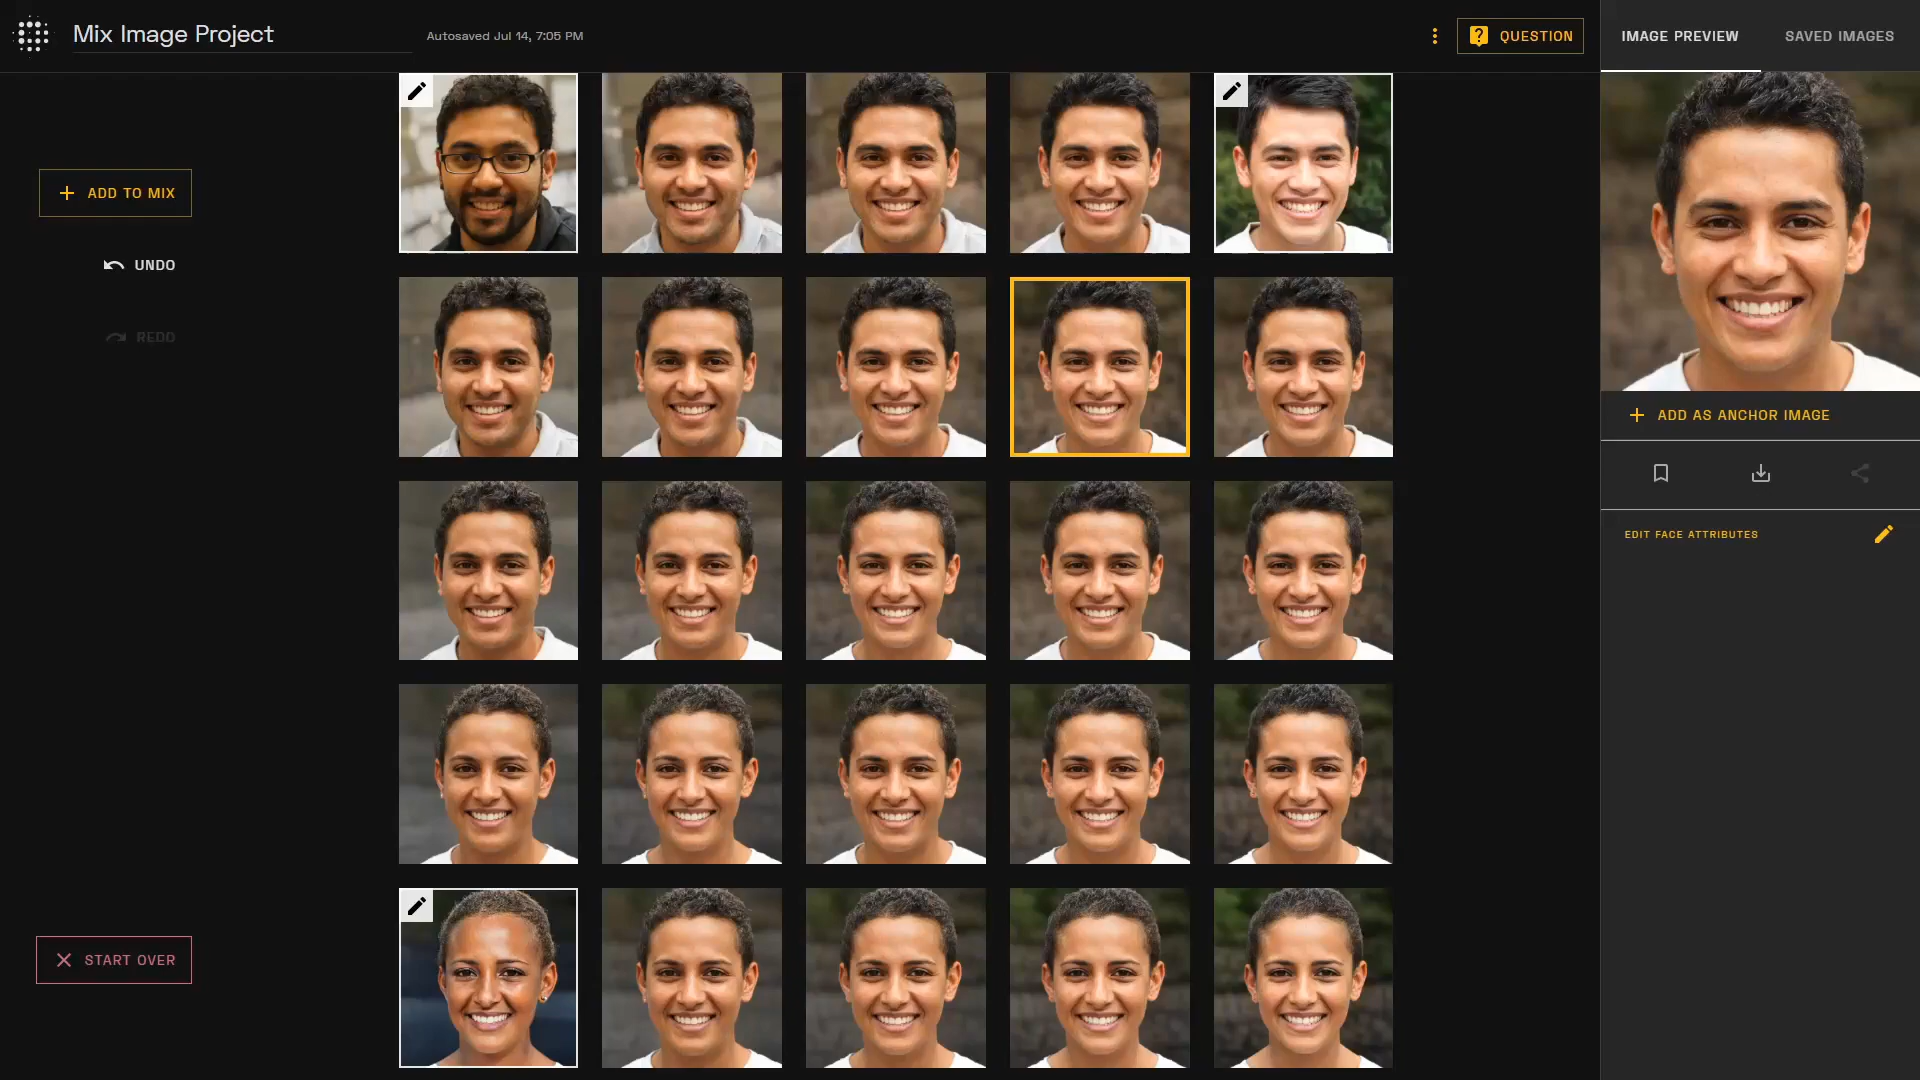 Mix Image Project
Autosaved Jul 14, 7:05 PM
QUESTION
IMAGE PREVIEW
SAVED IMAGES
ADD TO MIX
UNDO
REDO
ADD AS ANCHOR IMAGE
EDIT FACE ATTRIBUTES
START OVER